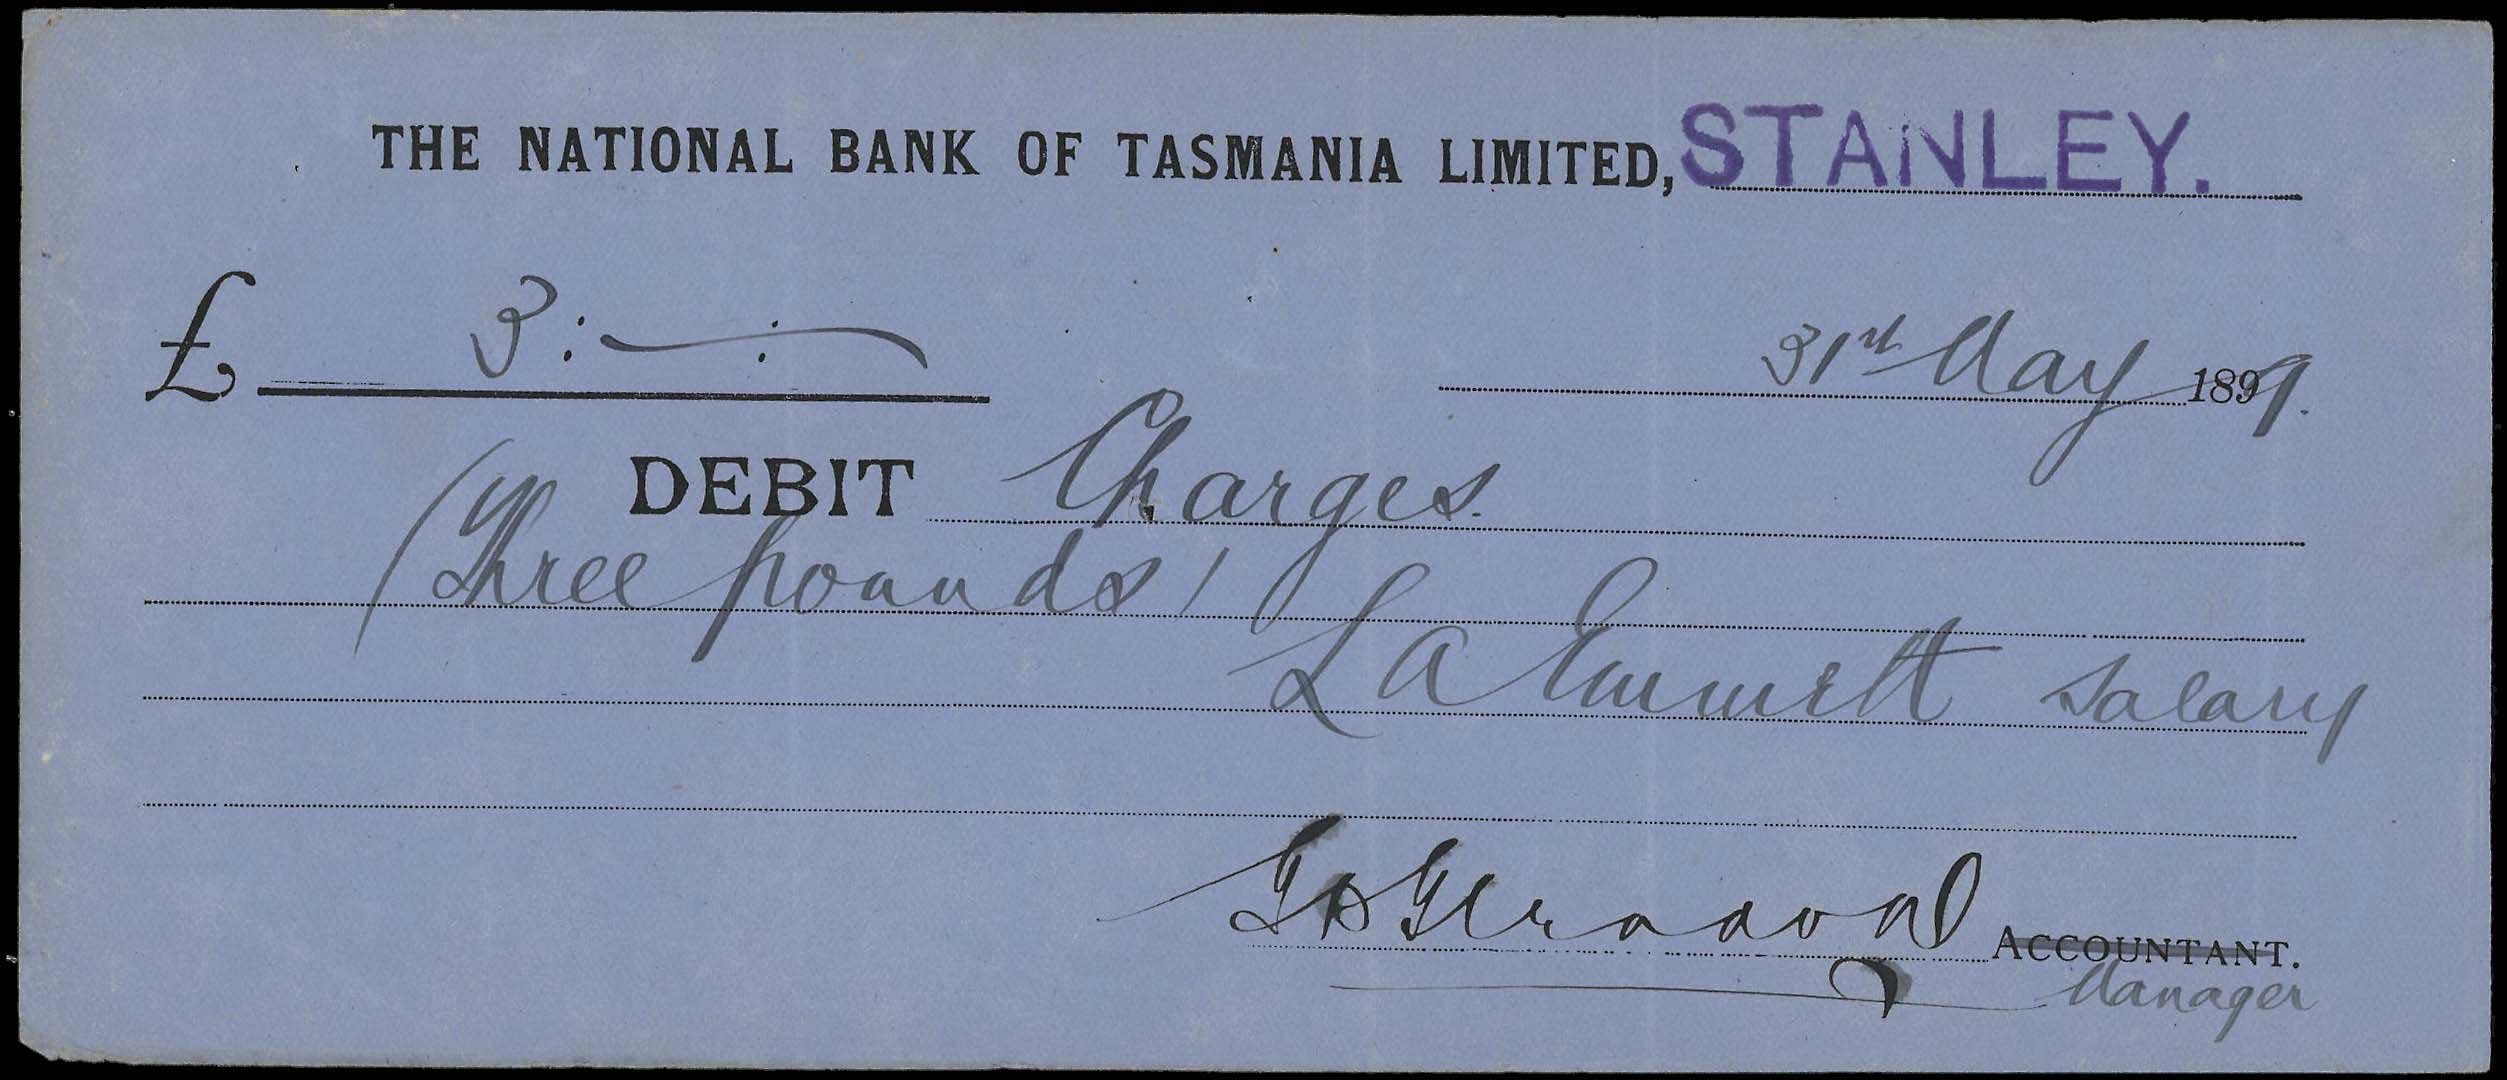 THE NATIONAL BANK OF TASMANIA LIMITED, STANLEY.
£ 3 : — : —
31st May 1899.
DEBIT Charges.
(Three pounds)
L A Emmett Salary
ACCOUNTANT.
Manager